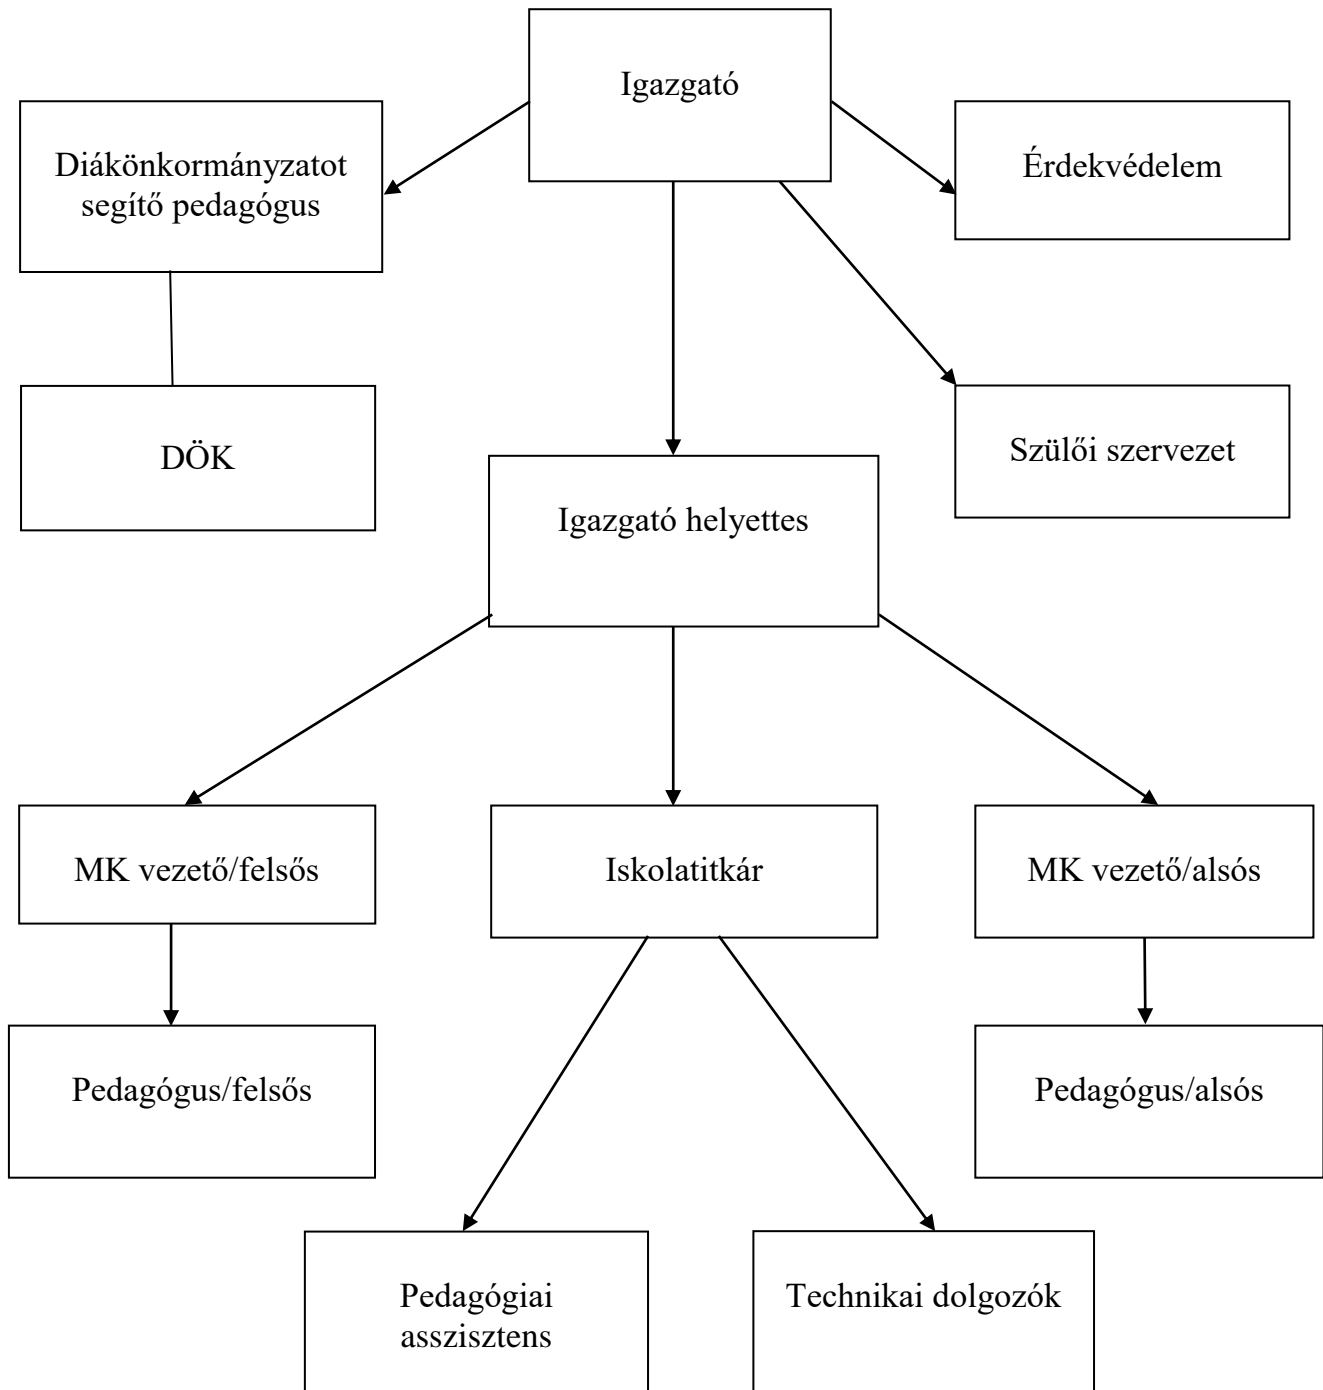 Igazgató
Diákönkormányzatot
segítő pedagógus
Érdekvédelem
DÖK
Szülői szervezet
Igazgató helyettes
MK vezető/felsős
Iskolatitkár
MK vezető/alsós
Pedagógus/felsős
Pedagógus/alsós
Pedagógiai
asszisztens
Technikai dolgozók